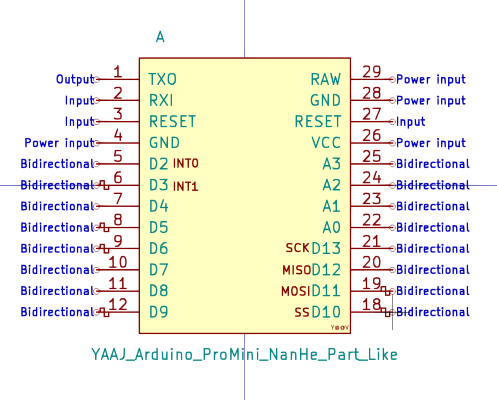 A
Output 1 TXO RAW 29 Power input
Input 2 RXI GND 28 Power input
Input 3 RESET RESET 27 Input
Power input 4 GND VCC 26 Power input
Bidirectional 5 D2 INT0 A3 25 Bidirectional
Bidirectional 6 D3 INT1 A2 24 Bidirectional
Bidirectional 7 D4 A1 23 Bidirectional
Bidirectional 8 D5 A0 22 Bidirectional
Bidirectional 9 D6 SCK D13 21 Bidirectional
Bidirectional 10 D7 MISO D12 20 Bidirectional
Bidirectional 11 D8 MOSI D11 19 Bidirectional
Bidirectional 12 D9 SS D10 18 Bidirectional
YAAJ_Arduino_ProMini_NanHe_Part_Like